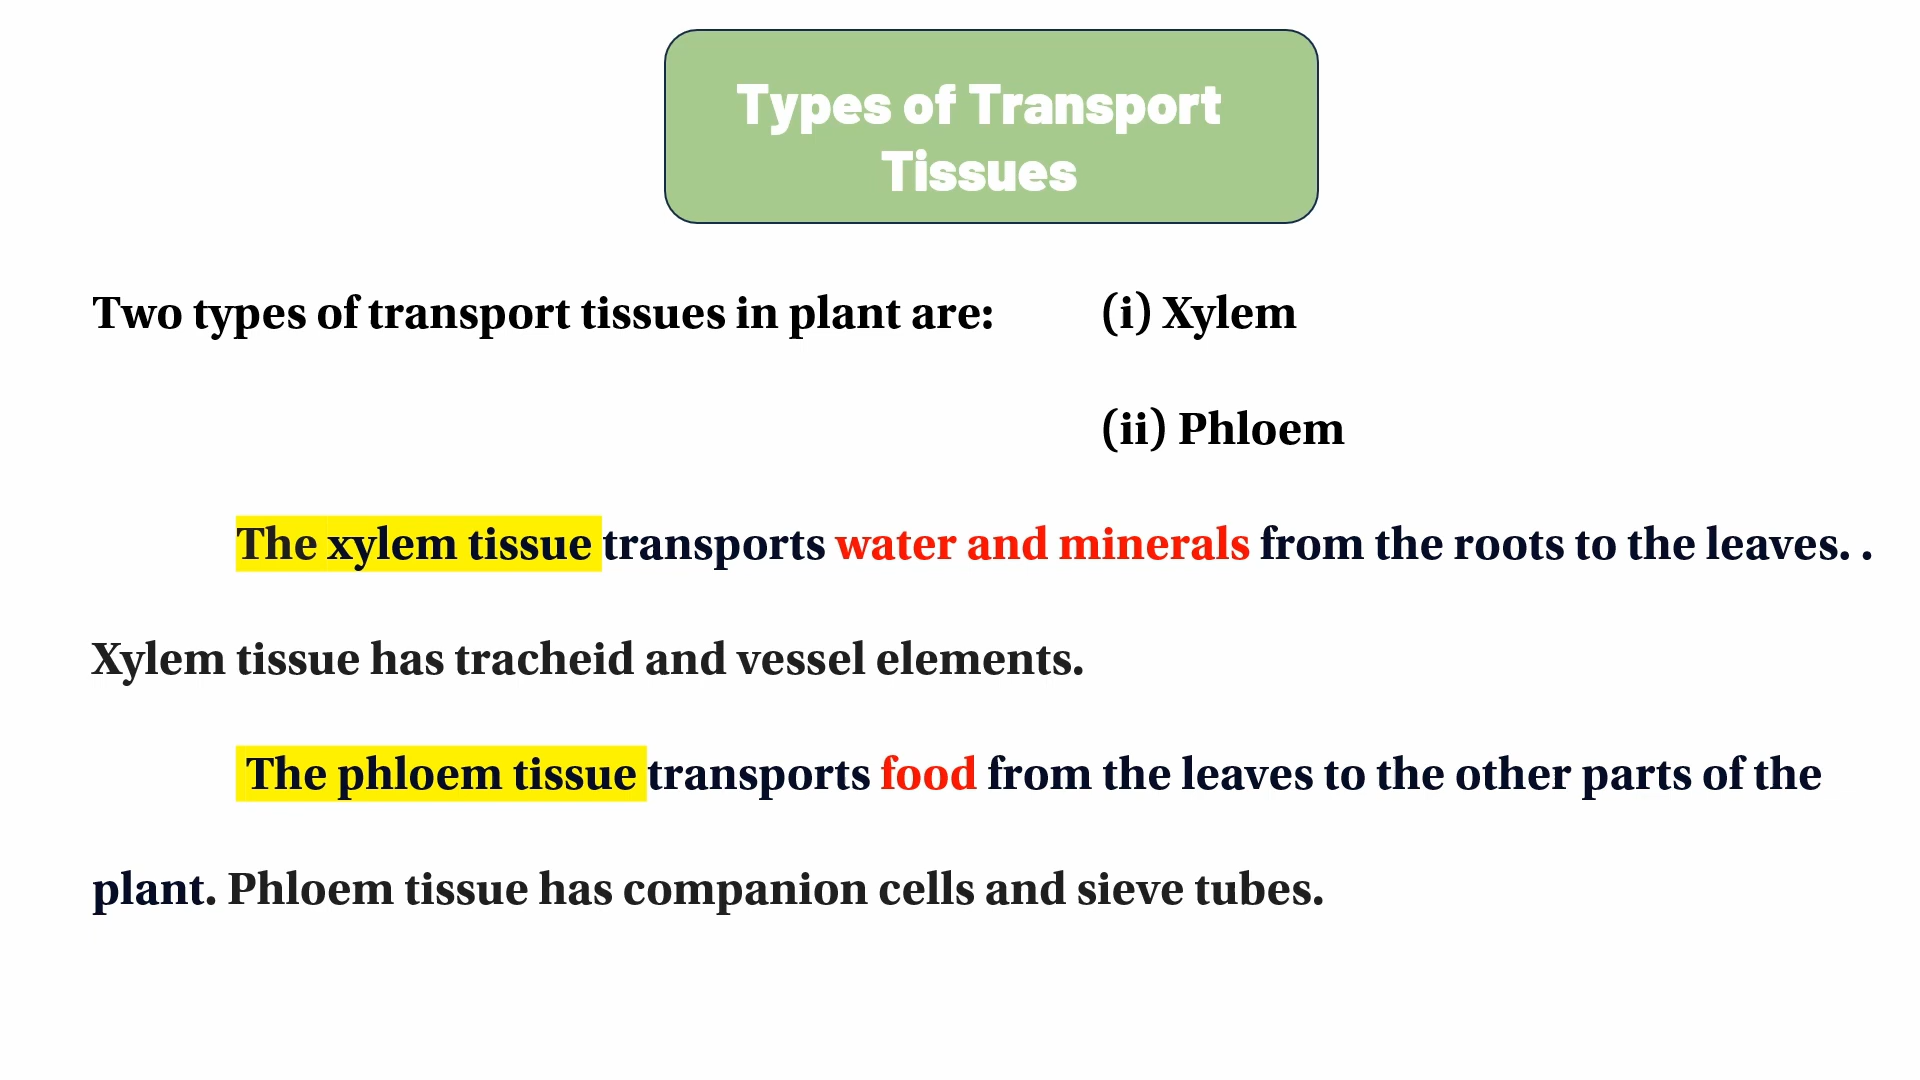 Types of Transport
Tissues
Two types of transport tissues in plant are: (i) Xylem
(ii) Phloem
The xylem tissue transports water and minerals from the roots to the leaves. .
Xylem tissue has tracheid and vessel elements.
The phloem tissue transports food from the leaves to the other parts of the
plant. Phloem tissue has companion cells and sieve tubes.